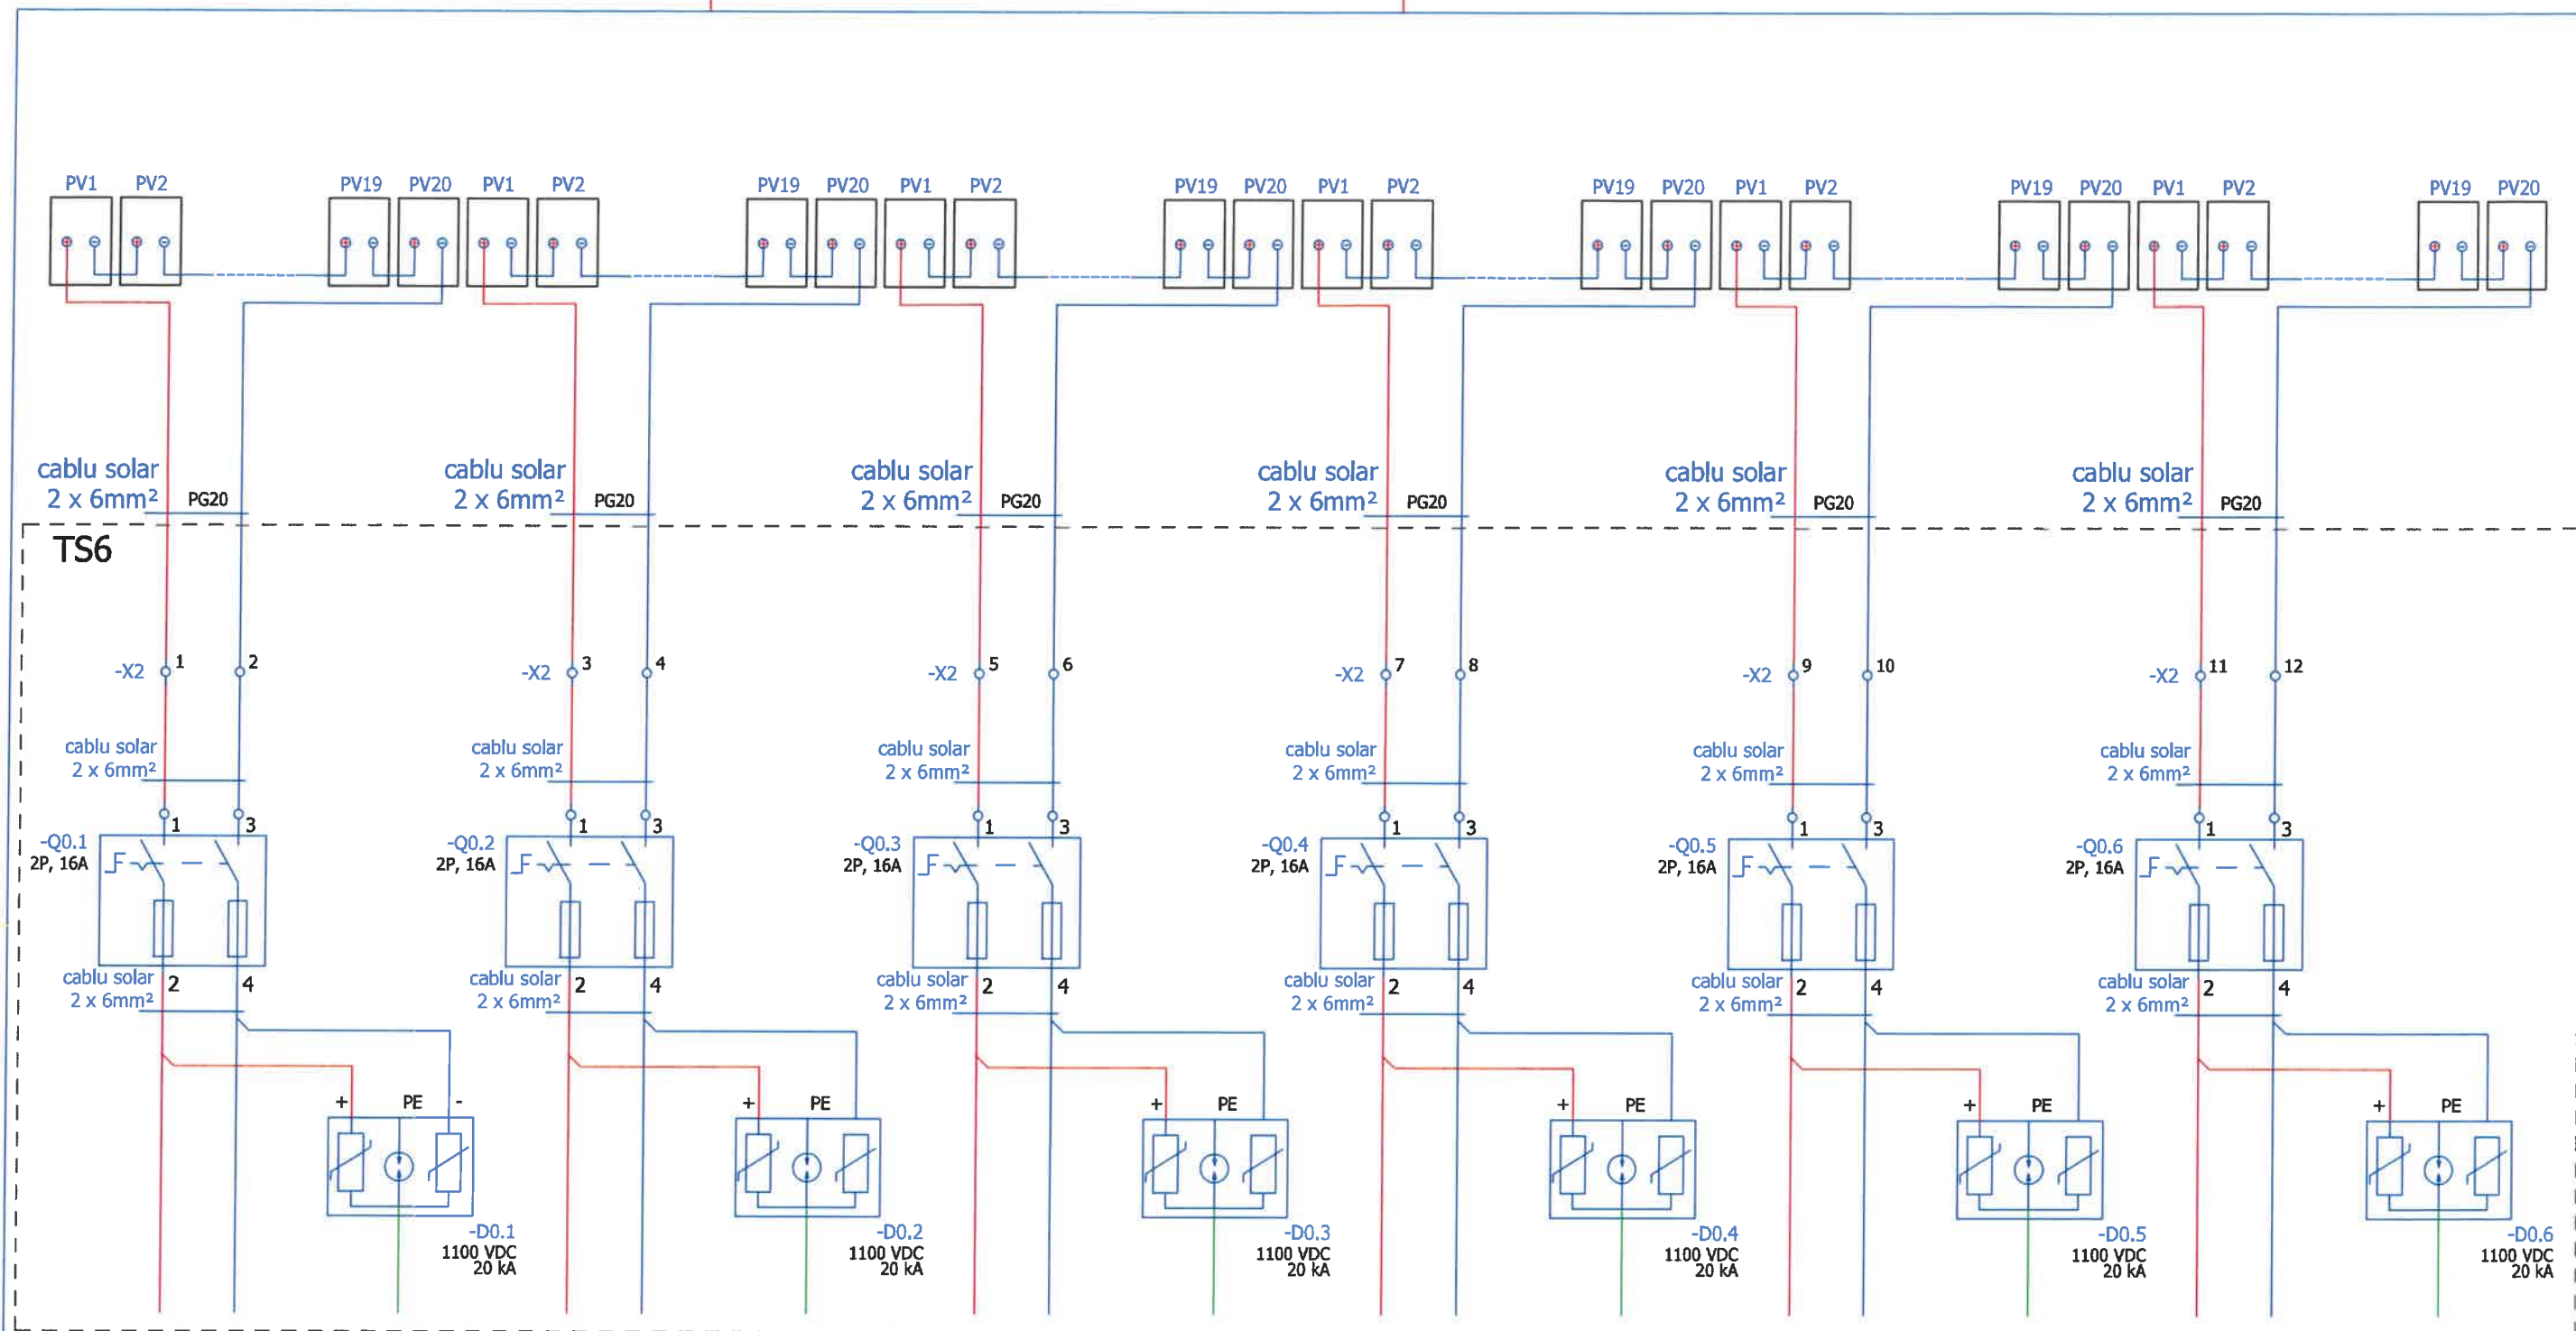 PV1 PV2 PV19 PV20 PV1 PV2 PV19 PV20 PV1 PV2 PV19 PV20 PV1 PV2 PV19 PV20 PV1 PV2 PV19 PV20 PV1 PV2 PV19 PV20
cablu solar cablu solar cablu solar cablu solar cablu solar cablu solar
2 x 6mm² PG20 2 x 6mm² PG20 2 x 6mm² PG20 2 x 6mm² PG20 2 x 6mm² PG20 2 x 6mm² PG20
TS6
-X2 1 2 -X2 3 4 -X2 5 6 -X2 7 8 -X2 9 10 -X2 11 12
cablu solar cablu solar cablu solar cablu solar cablu solar cablu solar
2 x 6mm² 2 x 6mm² 2 x 6mm² 2 x 6mm² 2 x 6mm² 2 x 6mm²
1 3 1 3 1 3 1 3 1 3 1 3
-Q0.1 -Q0.2 -Q0.3 -Q0.4 -Q0.5 -Q0.6
2P, 16A 2P, 16A 2P, 16A 2P, 16A 2P, 16A 2P, 16A
cablu solar 2 4 cablu solar 2 4 cablu solar 2 4 cablu solar 2 4 cablu solar 2 4 cablu solar 2 4
2 x 6mm² 2 x 6mm² 2 x 6mm² 2 x 6mm² 2 x 6mm² 2 x 6mm²
+ PE - + PE + PE + PE + PE + PE
-D0.1 -D0.2 -D0.3 -D0.4 -D0.5 -D0.6
1100 VDC 1100 VDC 1100 VDC 1100 VDC 1100 VDC 1100 VDC
20 kA 20 kA 20 kA 20 kA 20 kA 20 kA